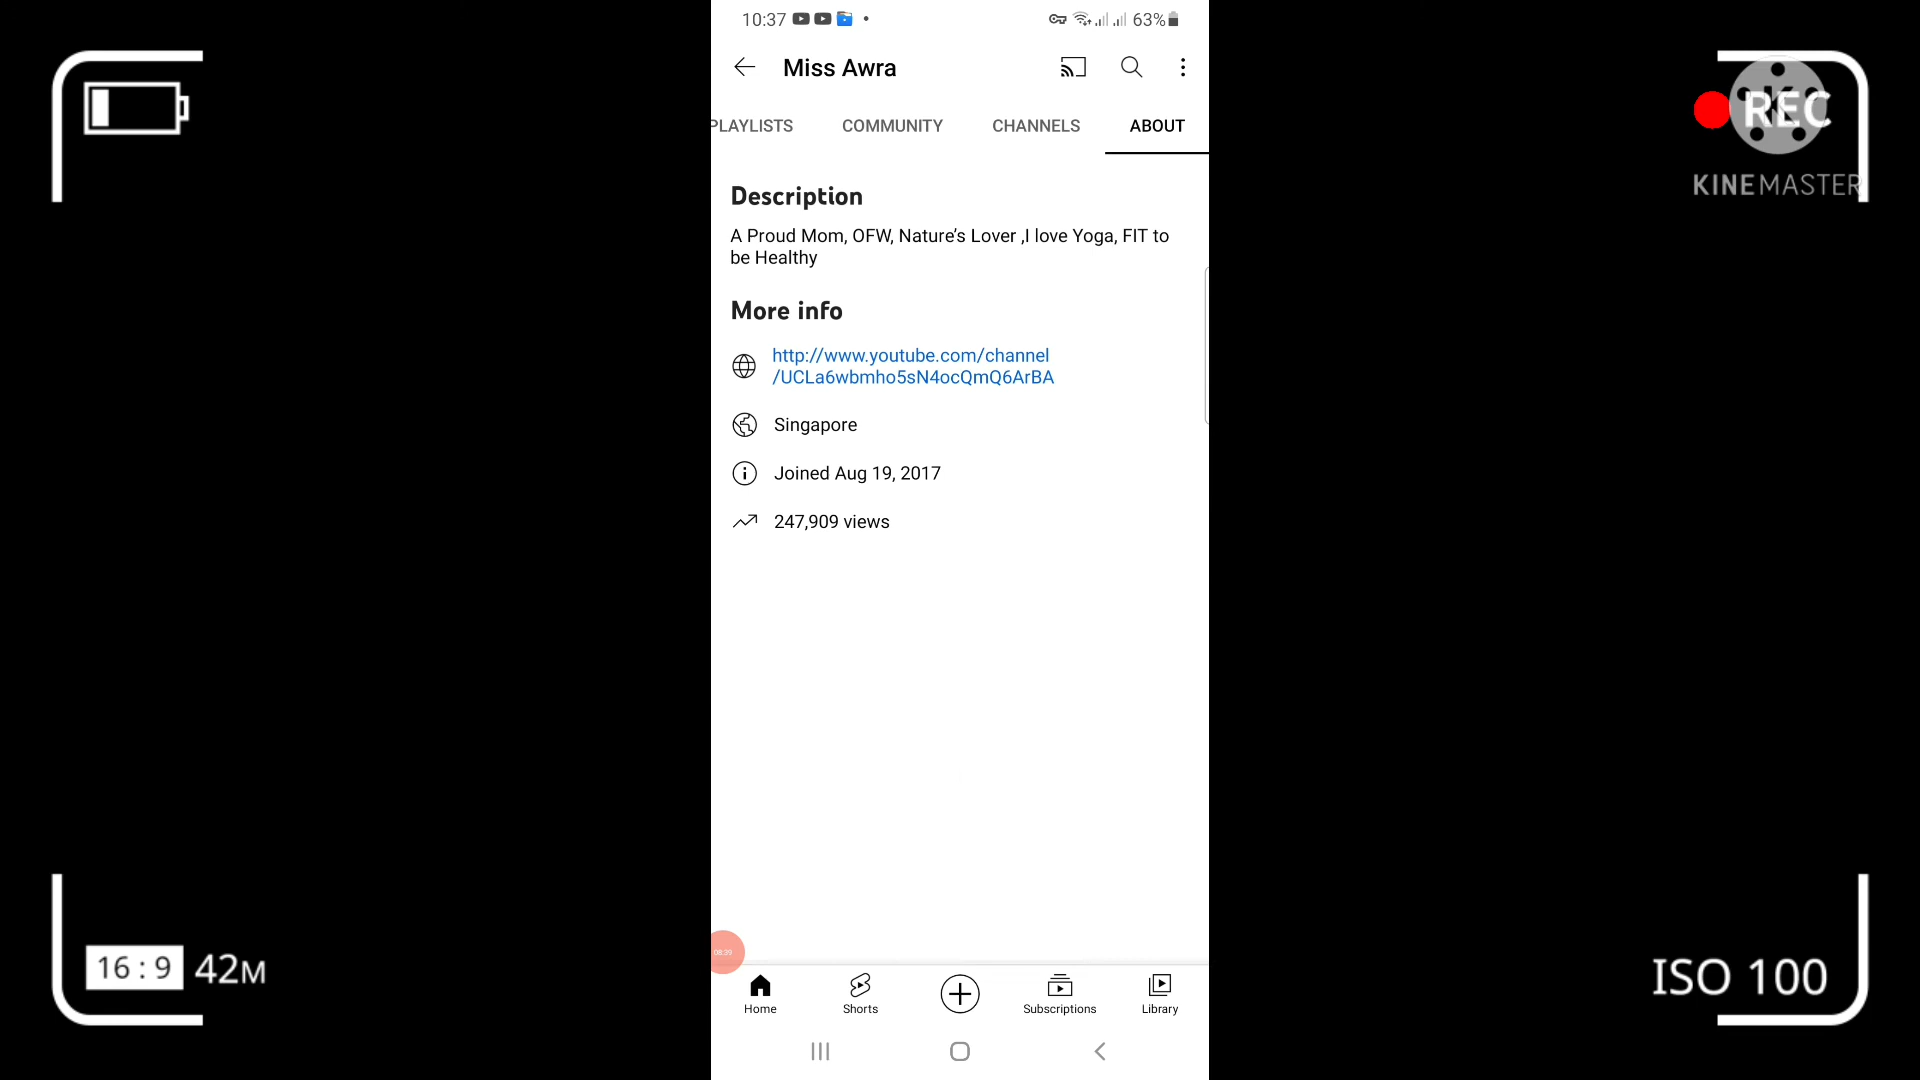 10:37
63%
Miss Awra
REC
KINEMASTER
PLAYLISTS COMMUNITY CHANNELS ABOUT
Description
A Proud Mom, OFW, Nature’s Lover ,I love Yoga, FIT to
be Healthy
More info
http://www.youtube.com/channel
/UCLa6wbmho5sN4ocQmQ6ArBA
Singapore
Joined Aug 19, 2017
247,909 views
08:39
16:9 42M
ISO 100
Home Shorts Subscriptions Library